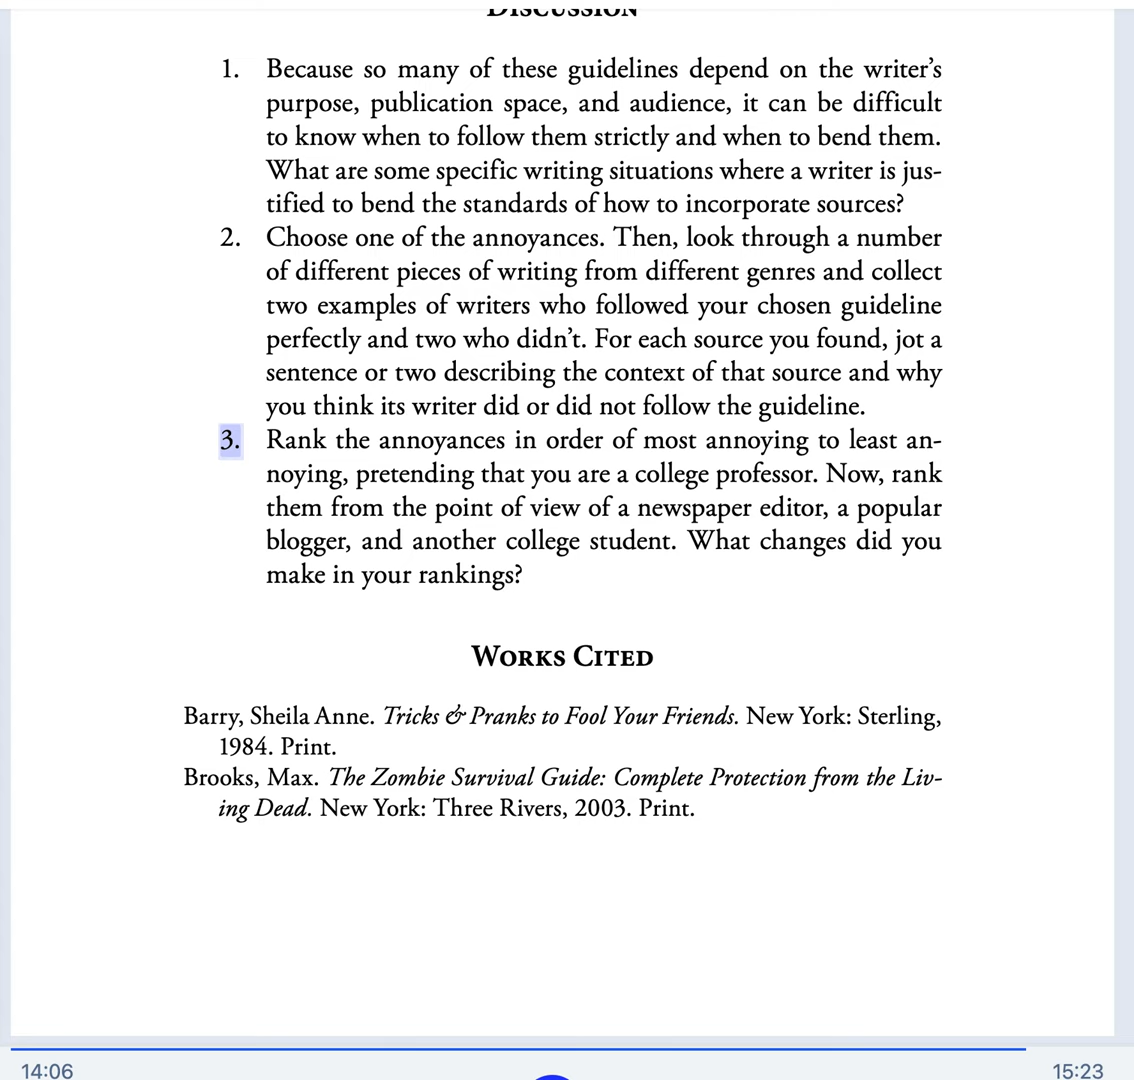 DISCUSSION
1. Because so many of these guidelines depend on the writer's
purpose, publication space, and audience, it can be difficult
to know when to follow them strictly and when to bend them.
What are some specific writing situations where a writer is jus-
tified to bend the standards of how to incorporate sources?
2. Choose one of the annoyances. Then, look through a number
of different pieces of writing from different genres and collect
two examples of writers who followed your chosen guideline
perfectly and two who didn't. For each source you found, jot a
sentence or two describing the context of that source and why
you think its writer did or did not follow the guideline.
3. Rank the annoyances in order of most annoying to least an-
noying, pretending that you are a college professor. Now, rank
them from the point of view of a newspaper editor, a popular
blogger, and another college student. What changes did you
make in your rankings?
WORKS CITED
Barry, Sheila Anne. Tricks & Pranks to Fool Your Friends. New York: Sterling,
1984. Print.
Brooks, Max. The Zombie Survival Guide: Complete Protection from the Liv-
ing Dead. New York: Three Rivers, 2003. Print.
14:06 15:23